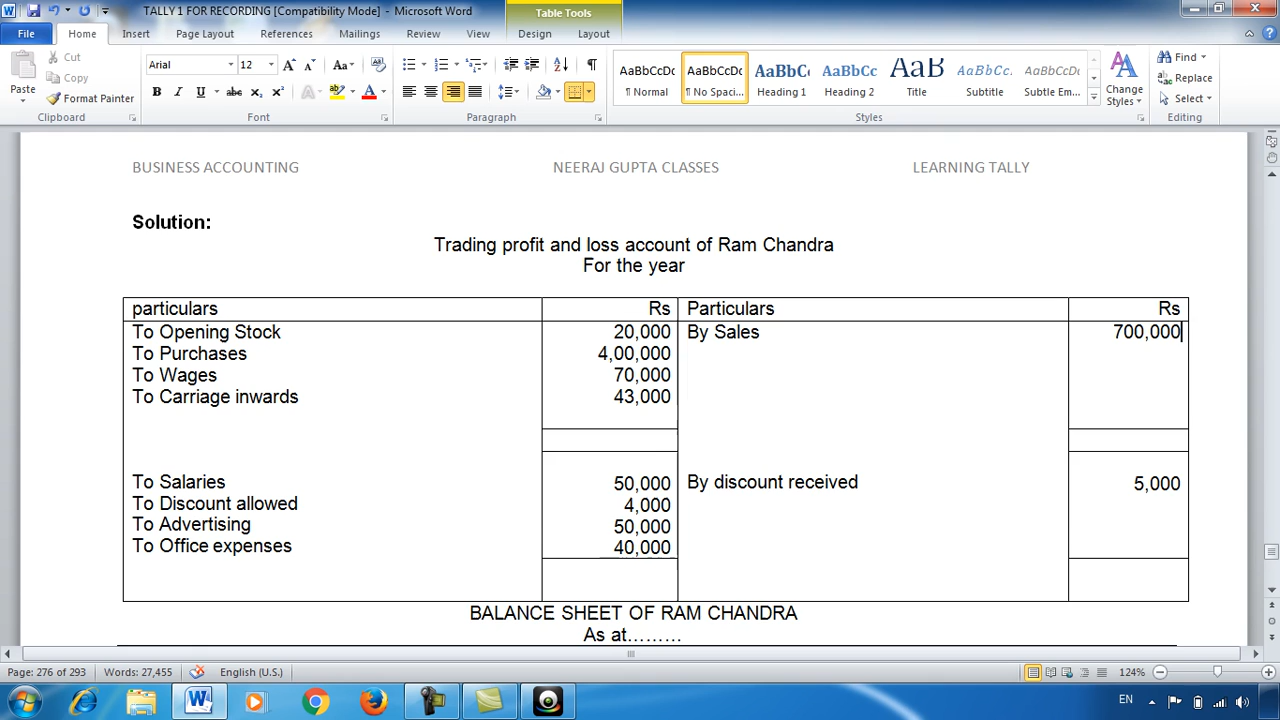 TALLY 1 FOR RECORDING [Compatibility Mode] - Microsoft Word
Table Tools
File Home Insert Page Layout References Mailings Review View Design Layout
Paste
Cut
Copy
Format Painter
Clipboard
Arial 12
Font
Paragraph
AaBbCcDc AaBbCcDc AaBbCc AaBbCc AaB AaBbCcL AaBbCcDc
¶ Normal ¶ No Spaci... Heading 1 Heading 2 Title Subtitle Subtle Em...
Change Styles
Styles
Find
Replace
Select
Editing
BUSINESS ACCOUNTING NEERAJ GUPTA CLASSES LEARNING TALLY
Solution:
Trading profit and loss account of Ram Chandra
For the year
particulars Rs Particulars Rs
To Opening Stock 20,000 By Sales 700,000
To Purchases 4,00,000
To Wages 70,000
To Carriage inwards 43,000
To Salaries 50,000 By discount received 5,000
To Discount allowed 4,000
To Advertising 50,000
To Office expenses 40,000
BALANCE SHEET OF RAM CHANDRA
As at.........
Page: 276 of 293 Words: 27,455 English (U.S.) 124%
EN 6:40 PM